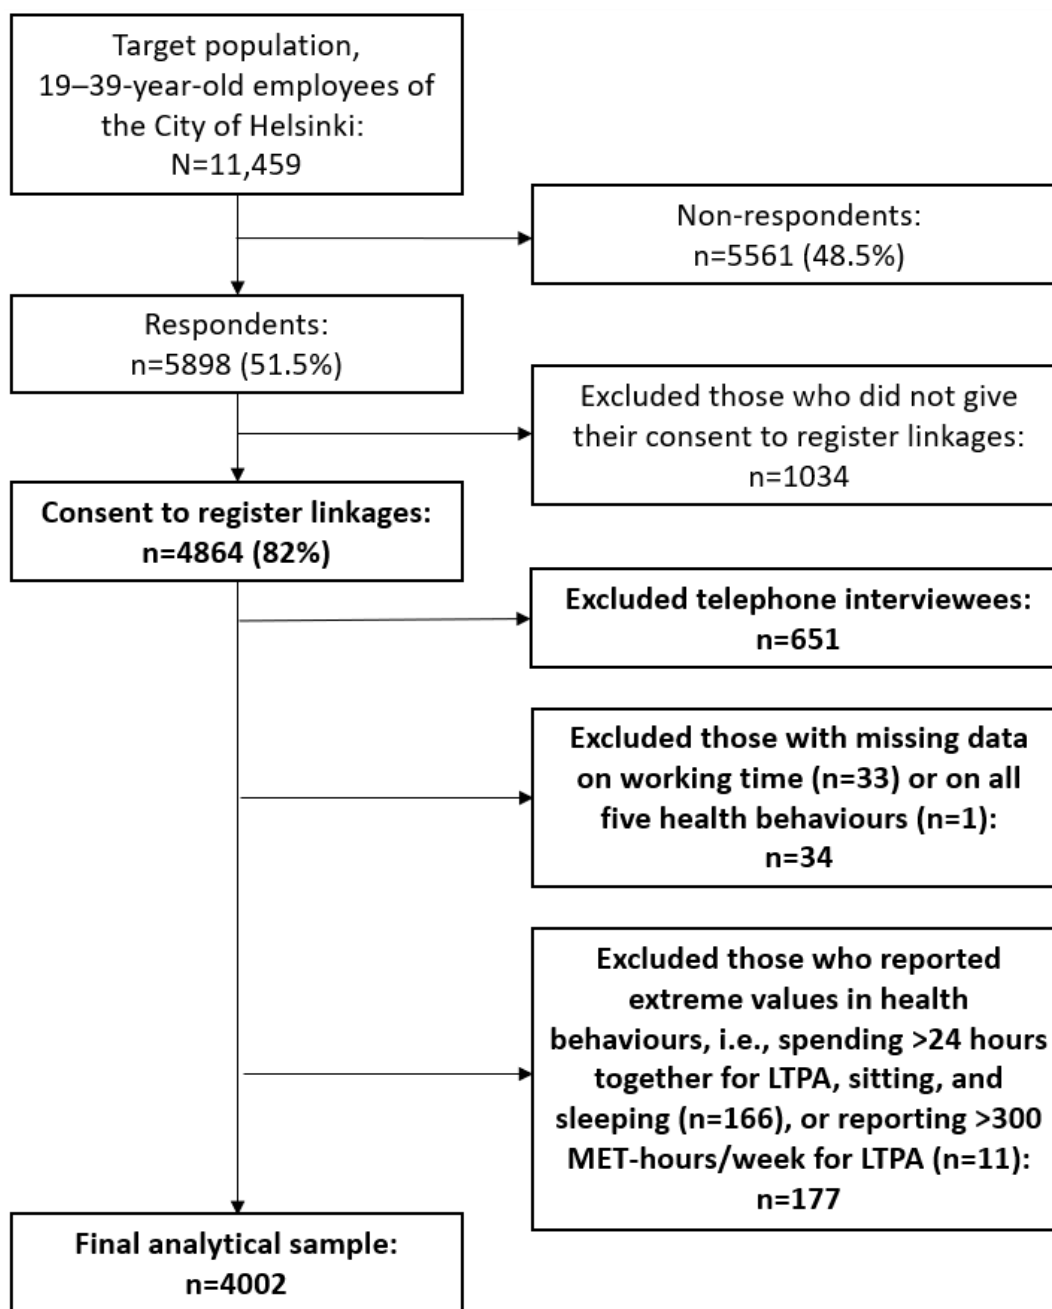 Target population,
19–39-year-old employees of
the City of Helsinki:
N=11,459
Non-respondents:
n=5561 (48.5%)
Respondents:
n=5898 (51.5%)
Excluded those who did not give
their consent to register linkages:
n=1034
Consent to register linkages:
n=4864 (82%)
Excluded telephone interviewees:
n=651
Excluded those with missing data
on working time (n=33) or on all
five health behaviours (n=1):
n=34
Excluded those who reported
extreme values in health
behaviours, i.e., spending >24 hours
together for LTPA, sitting, and
sleeping (n=166), or reporting >300
MET-hours/week for LTPA (n=11):
n=177
Final analytical sample:
n=4002